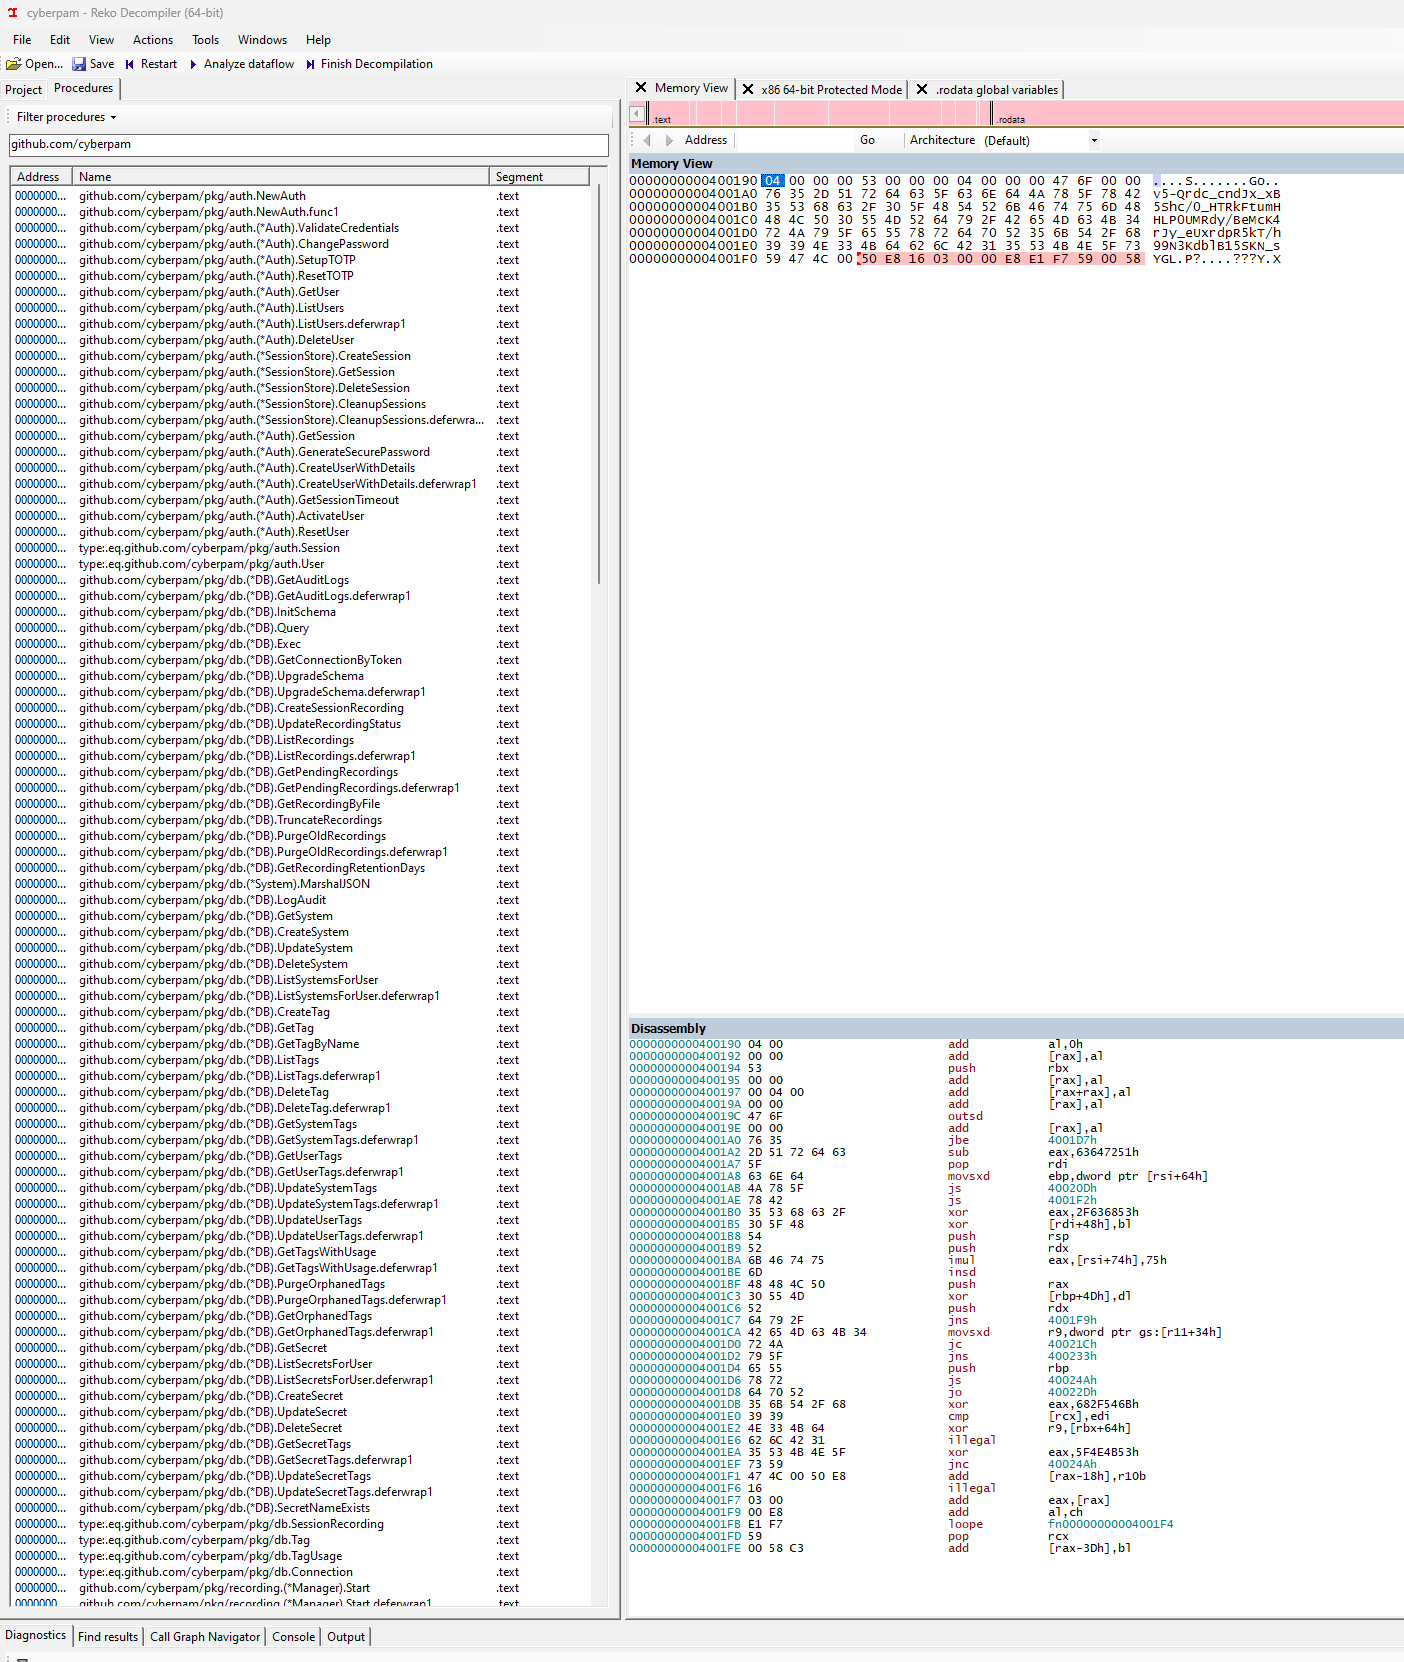 cyberpam - Reko Decompiler (64-bit)
File Edit View Actions Tools Windows Help
Open... Save Restart Analyze dataflow Finish Decompilation
Project Procedures
Filter procedures
github.com/cyberpam
Address Name Segment
0000000... github.com/cyberpam/pkg/auth.NewAuth .text
0000000... github.com/cyberpam/pkg/auth.NewAuth.func1 .text
0000000... github.com/cyberpam/pkg/auth.(*Auth).ValidateCredentials .text
0000000... github.com/cyberpam/pkg/auth.(*Auth).ChangePassword .text
0000000... github.com/cyberpam/pkg/auth.(*Auth).SetupTOTP .text
0000000... github.com/cyberpam/pkg/auth.(*Auth).ResetTOTP .text
0000000... github.com/cyberpam/pkg/auth.(*Auth).GetUser .text
0000000... github.com/cyberpam/pkg/auth.(*Auth).ListUsers .text
0000000... github.com/cyberpam/pkg/auth.(*Auth).ListUsers.deferwrap1 .text
0000000... github.com/cyberpam/pkg/auth.(*Auth).DeleteUser .text
0000000... github.com/cyberpam/pkg/auth.(*SessionStore).CreateSession .text
0000000... github.com/cyberpam/pkg/auth.(*SessionStore).GetSession .text
0000000... github.com/cyberpam/pkg/auth.(*SessionStore).DeleteSession .text
0000000... github.com/cyberpam/pkg/auth.(*SessionStore).CleanupSessions .text
0000000... github.com/cyberpam/pkg/auth.(*SessionStore).CleanupSessions.deferwra... .text
0000000... github.com/cyberpam/pkg/auth.(*Auth).GetSession .text
0000000... github.com/cyberpam/pkg/auth.(*Auth).GenerateSecurePassword .text
0000000... github.com/cyberpam/pkg/auth.(*Auth).CreateUserWithDetails .text
0000000... github.com/cyberpam/pkg/auth.(*Auth).CreateUserWithDetails.deferwrap1 .text
0000000... github.com/cyberpam/pkg/auth.(*Auth).GetSessionTimeout .text
0000000... github.com/cyberpam/pkg/auth.(*Auth).ActivateUser .text
0000000... github.com/cyberpam/pkg/auth.(*Auth).ResetUser .text
0000000... type:.eq.github.com/cyberpam/pkg/auth.Session .text
0000000... type:.eq.github.com/cyberpam/pkg/auth.User .text
0000000... github.com/cyberpam/pkg/db.(*DB).GetAuditLogs .text
0000000... github.com/cyberpam/pkg/db.(*DB).GetAuditLogs.deferwrap1 .text
0000000... github.com/cyberpam/pkg/db.(*DB).InitSchema .text
0000000... github.com/cyberpam/pkg/db.(*DB).Query .text
0000000... github.com/cyberpam/pkg/db.(*DB).Exec .text
0000000... github.com/cyberpam/pkg/db.(*DB).GetConnectionByToken .text
0000000... github.com/cyberpam/pkg/db.(*DB).UpgradeSchema .text
0000000... github.com/cyberpam/pkg/db.(*DB).UpgradeSchema.deferwrap1 .text
0000000... github.com/cyberpam/pkg/db.(*DB).CreateSessionRecording .text
0000000... github.com/cyberpam/pkg/db.(*DB).UpdateRecordingStatus .text
0000000... github.com/cyberpam/pkg/db.(*DB).ListRecordings .text
0000000... github.com/cyberpam/pkg/db.(*DB).ListRecordings.deferwrap1 .text
0000000... github.com/cyberpam/pkg/db.(*DB).GetPendingRecordings .text
0000000... github.com/cyberpam/pkg/db.(*DB).GetPendingRecordings.deferwrap1 .text
0000000... github.com/cyberpam/pkg/db.(*DB).GetRecordingByFile .text
0000000... github.com/cyberpam/pkg/db.(*DB).TruncateRecordings .text
0000000... github.com/cyberpam/pkg/db.(*DB).PurgeOldRecordings .text
0000000... github.com/cyberpam/pkg/db.(*DB).PurgeOldRecordings.deferwrap1 .text
0000000... github.com/cyberpam/pkg/db.(*DB).GetRecordingRetentionDays .text
0000000... github.com/cyberpam/pkg/db.(*System).MarshalJSON .text
0000000... github.com/cyberpam/pkg/db.(*DB).LogAudit .text
0000000... github.com/cyberpam/pkg/db.(*DB).GetSystem .text
0000000... github.com/cyberpam/pkg/db.(*DB).CreateSystem .text
0000000... github.com/cyberpam/pkg/db.(*DB).UpdateSystem .text
0000000... github.com/cyberpam/pkg/db.(*DB).DeleteSystem .text
0000000... github.com/cyberpam/pkg/db.(*DB).ListSystemsForUser .text
0000000... github.com/cyberpam/pkg/db.(*DB).ListSystemsForUser.deferwrap1 .text
0000000... github.com/cyberpam/pkg/db.(*DB).CreateTag .text
0000000... github.com/cyberpam/pkg/db.(*DB).GetTag .text
0000000... github.com/cyberpam/pkg/db.(*DB).GetTagByName .text
0000000... github.com/cyberpam/pkg/db.(*DB).ListTags .text
0000000... github.com/cyberpam/pkg/db.(*DB).ListTags.deferwrap1 .text
0000000... github.com/cyberpam/pkg/db.(*DB).DeleteTag .text
0000000... github.com/cyberpam/pkg/db.(*DB).DeleteTag.deferwrap1 .text
0000000... github.com/cyberpam/pkg/db.(*DB).GetSystemTags .text
0000000... github.com/cyberpam/pkg/db.(*DB).GetSystemTags.deferwrap1 .text
0000000... github.com/cyberpam/pkg/db.(*DB).GetUserTags .text
0000000... github.com/cyberpam/pkg/db.(*DB).GetUserTags.deferwrap1 .text
0000000... github.com/cyberpam/pkg/db.(*DB).UpdateSystemTags .text
0000000... github.com/cyberpam/pkg/db.(*DB).UpdateSystemTags.deferwrap1 .text
0000000... github.com/cyberpam/pkg/db.(*DB).UpdateUserTags .text
0000000... github.com/cyberpam/pkg/db.(*DB).UpdateUserTags.deferwrap1 .text
0000000... github.com/cyberpam/pkg/db.(*DB).GetTagsWithUsage .text
0000000... github.com/cyberpam/pkg/db.(*DB).GetTagsWithUsage.deferwrap1 .text
0000000... github.com/cyberpam/pkg/db.(*DB).PurgeOrphanedTags .text
0000000... github.com/cyberpam/pkg/db.(*DB).PurgeOrphanedTags.deferwrap1 .text
0000000... github.com/cyberpam/pkg/db.(*DB).GetOrphanedTags .text
0000000... github.com/cyberpam/pkg/db.(*DB).GetOrphanedTags.deferwrap1 .text
0000000... github.com/cyberpam/pkg/db.(*DB).GetSecret .text
0000000... github.com/cyberpam/pkg/db.(*DB).ListSecretsForUser .text
0000000... github.com/cyberpam/pkg/db.(*DB).ListSecretsForUser.deferwrap1 .text
0000000... github.com/cyberpam/pkg/db.(*DB).CreateSecret .text
0000000... github.com/cyberpam/pkg/db.(*DB).UpdateSecret .text
0000000... github.com/cyberpam/pkg/db.(*DB).DeleteSecret .text
0000000... github.com/cyberpam/pkg/db.(*DB).GetSecretTags .text
0000000... github.com/cyberpam/pkg/db.(*DB).GetSecretTags.deferwrap1 .text
0000000... github.com/cyberpam/pkg/db.(*DB).UpdateSecretTags .text
0000000... github.com/cyberpam/pkg/db.(*DB).UpdateSecretTags.deferwrap1 .text
0000000... github.com/cyberpam/pkg/db.(*DB).SecretNameExists .text
0000000... type:.eq.github.com/cyberpam/pkg/db.SessionRecording .text
0000000... type:.eq.github.com/cyberpam/pkg/db.Tag .text
0000000... type:.eq.github.com/cyberpam/pkg/db.TagUsage .text
0000000... type:.eq.github.com/cyberpam/pkg/db.Connection .text
0000000... github.com/cyberpam/pkg/recording.(*Manager).Start .text
0000000... github.com/cyberpam/pkg/recording.(*Manager).Start.deferwrap1 .text
Memory View x86 64-bit Protected Mode .rodata global variables
.text .rodata
Address Go Architecture (Default)
Memory View
0000000000400190 04 00 00 00 53 00 00 00 04 00 00 00 47 6F 00 00 ....S.......Go..
00000000004001A0 76 35 2D 51 72 64 63 5F 63 6E 64 4A 78 5F 78 42 v5-Qrdc_cndJx_xB
00000000004001B0 35 53 68 63 2F 30 5F 48 54 52 6B 46 74 75 6D 48 5Shc/0_HTRkFtumH
00000000004001C0 48 4C 50 30 55 4D 52 64 79 2F 42 65 4D 63 4B 34 HLP0UMRdy/BeMcK4
00000000004001D0 72 4A 79 5F 65 55 78 72 64 70 52 35 6B 54 2F 68 rJy_eUxrdpR5kT/h
00000000004001E0 39 39 4E 33 4B 64 62 6C 42 31 35 53 4B 4E 5F 73 99N3KdblB15SKN_s
00000000004001F0 59 47 4C 00 50 E8 16 03 00 00 E8 E1 F7 59 00 58 YGL.P?....???Y.X
Disassembly
0000000000400190 04 00 add al,0h
0000000000400192 00 00 add [rax],al
0000000000400194 53 push rbx
0000000000400195 00 00 add [rax],al
0000000000400197 00 04 00 add [rax+rax],al
000000000040019A 00 00 add [rax],al
000000000040019C 47 6F outsd
000000000040019E 00 00 add [rax],al
00000000004001A0 76 35 jbe 4001D7h
00000000004001A2 2D 51 72 64 63 sub eax,63647251h
00000000004001A7 5F pop rdi
00000000004001A8 63 6E 64 movsxd ebp,dword ptr [rsi+64h]
00000000004001AB 4A 78 5F js 40020Dh
00000000004001AE 78 42 js 4001F2h
00000000004001B0 35 53 68 63 2F xor eax,2F636853h
00000000004001B5 30 5F 48 xor [rdi+48h],bl
00000000004001B8 54 push rsp
00000000004001B9 52 push rdx
00000000004001BA 6B 46 74 75 imul eax,[rsi+74h],75h
00000000004001BE 6D insd
00000000004001BF 48 48 4C 50 push rax
00000000004001C3 30 55 4D xor [rbp+4Dh],dl
00000000004001C6 52 push rdx
00000000004001C7 64 79 2F jns 4001F9h
00000000004001CA 42 65 4D 63 4B 34 movsxd r9,dword ptr gs:[r11+34h]
00000000004001D0 72 4A jc 40021Ch
00000000004001D2 79 5F jns 400233h
00000000004001D4 65 55 push rbp
00000000004001D6 78 72 js 40024Ah
00000000004001D8 64 70 52 jo 40022Dh
00000000004001DB 35 6B 54 2F 68 xor eax,682F546Bh
00000000004001E0 39 39 cmp [rcx],edi
00000000004001E2 4E 33 4B 64 xor r9,[rbx+64h]
00000000004001E6 62 6C 42 31 illegal
00000000004001EA 35 53 4B 4E 5F xor eax,5F4E4B53h
00000000004001EF 73 59 jnc 40024Ah
00000000004001F1 47 4C 00 50 E8 add [rax-18h],r10b
00000000004001F6 16 illegal
00000000004001F7 03 00 add eax,[rax]
00000000004001F9 00 E8 add al,ch
00000000004001FB E1 F7 loope fn00000000004001F4
00000000004001FD 59 pop rcx
00000000004001FE 00 58 C3 add [rax-3Dh],bl
Diagnostics Find results Call Graph Navigator Console Output